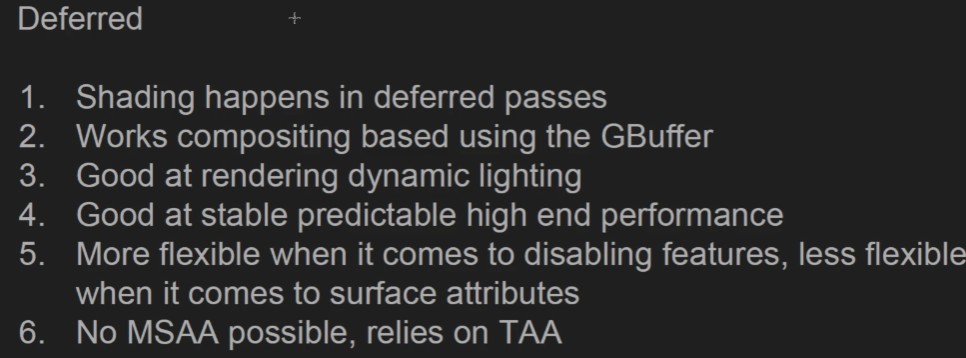 Deferred
1. Shading happens in deferred passes
2. Works compositing based using the GBuffer
3. Good at rendering dynamic lighting
4. Good at stable predictable high end performance
5. More flexible when it comes to disabling features, less flexible
when it comes to surface attributes
6. No MSAA possible, relies on TAA